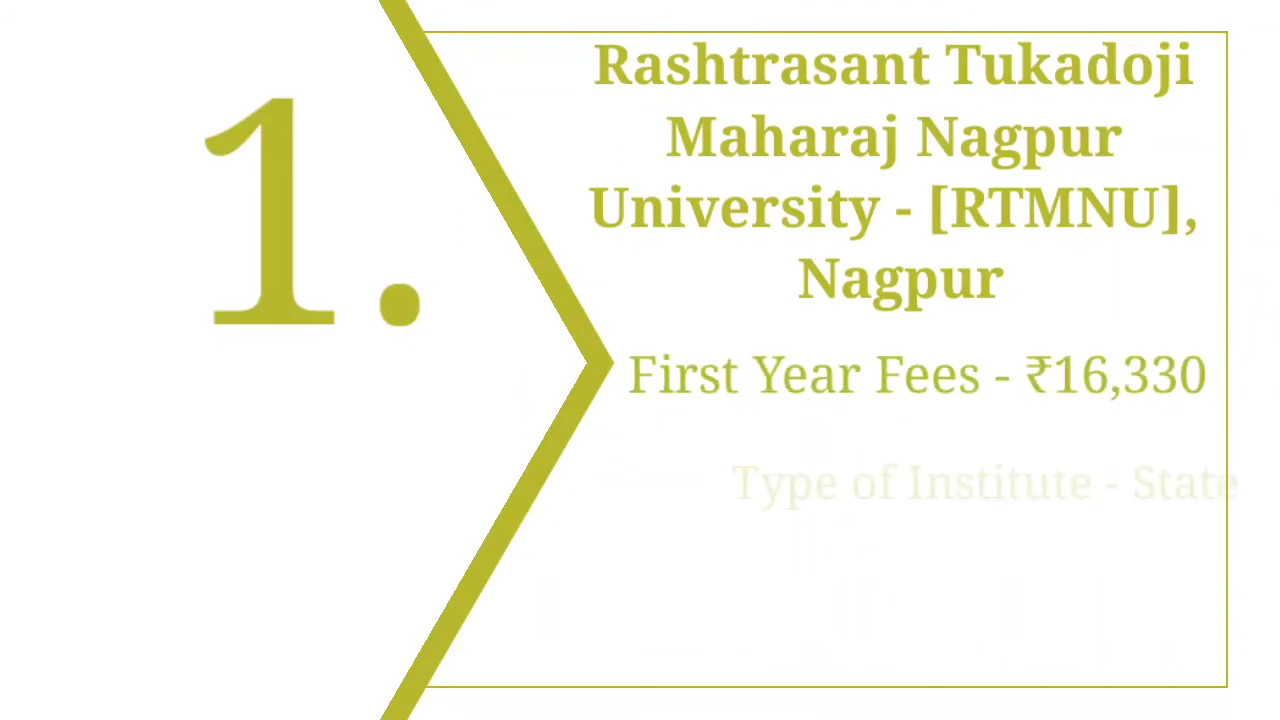 1.
Rashtrasant Tukadoji
Maharaj Nagpur
University - [RTMNU],
Nagpur
First Year Fees - ₹16,330
Type of Institute - State